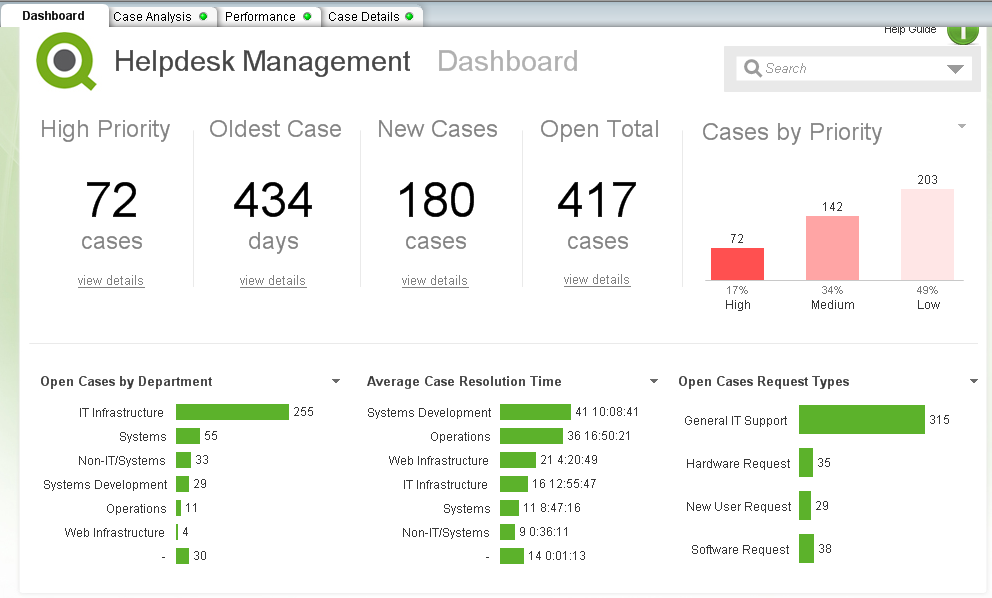 Dashboard Case Analysis Performance Case Details
Help Guide
Helpdesk Management Dashboard
Search
High Priority
72
cases
view details
Oldest Case
434
days
view details
New Cases
180
cases
view details
Open Total
417
cases
view details
Cases by Priority
72 142 203
17% 34% 49%
High Medium Low
Open Cases by Department
IT Infrastructure 255
Systems 55
Non-IT/Systems 33
Systems Development 29
Operations 11
Web Infrastructure 4
- 30
Average Case Resolution Time
Systems Development 41 10:08:41
Operations 36 16:50:21
Web Infrastructure 21 4:20:49
IT Infrastructure 16 12:55:47
Systems 11 8:47:16
Non-IT/Systems 9 0:36:11
- 14 0:01:13
Open Cases Request Types
General IT Support 315
Hardware Request 35
New User Request 29
Software Request 38